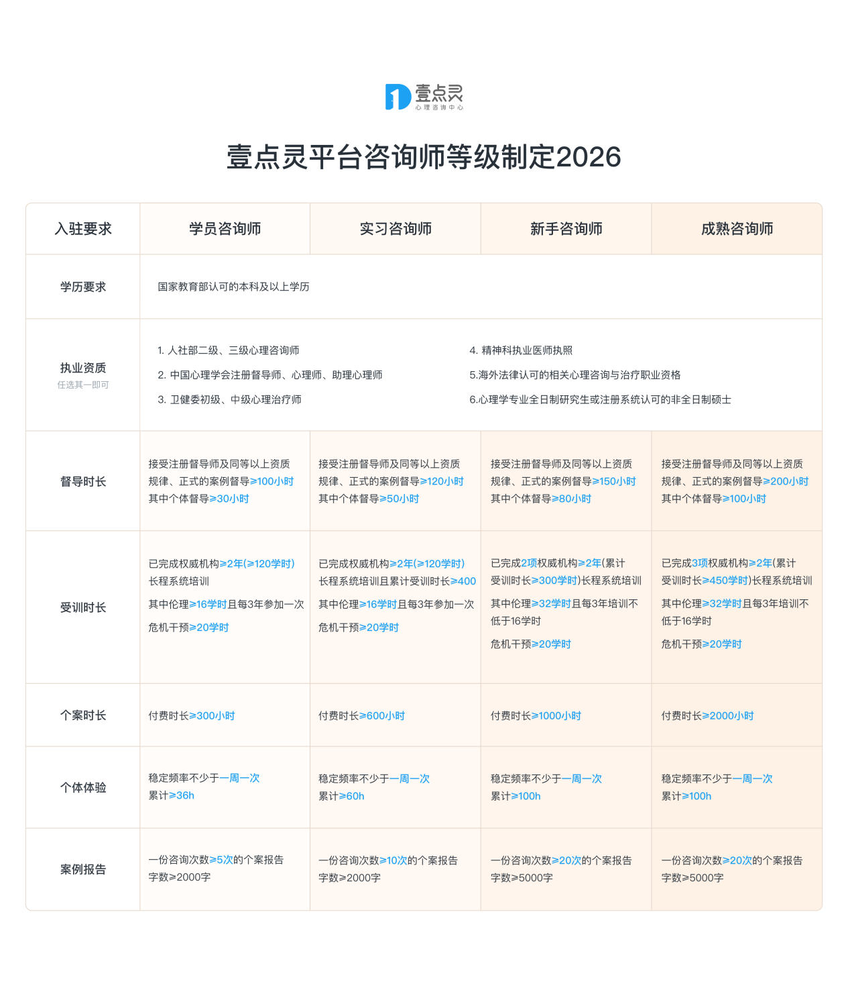 壹点灵
心理咨询中心
壹点灵平台咨询师等级制定2026
入驻要求
学员咨询师
实习咨询师
新手咨询师
成熟咨询师
学历要求
国家教育部认可的本科及以上学历
执业资质
任选其一即可
1. 人社部二级、三级心理咨询师
2. 中国心理学会注册督导师、心理师、助理心理师
3. 卫健委初级、中级心理治疗师
4. 精神科执业医师执照
5.海外法律认可的相关心理咨询与治疗职业资格
6.心理学专业全日制研究生或注册系统认可的非全日制硕士
督导时长
接受注册督导师及同等以上资质
规律、正式的案例督导≥100小时
其中个体督导≥30小时
接受注册督导师及同等以上资质
规律、正式的案例督导≥120小时
其中个体督导≥50小时
接受注册督导师及同等以上资质
规律、正式的案例督导≥150小时
其中个体督导≥80小时
接受注册督导师及同等以上资质
规律、正式的案例督导≥200小时
其中个体督导≥100小时
受训时长
已完成权威机构≥2年(≥120学时)
长程系统培训
其中伦理≥16学时且每3年参加一次
危机干预≥20学时
已完成权威机构≥2年(≥120学时)
长程系统培训且累计受训时长≥400
其中伦理≥16学时且每3年参加一次
危机干预≥20学时
已完成2项权威机构≥2年(累计
受训时长≥300学时)长程系统培训
其中伦理≥32学时且每3年培训不
低于16学时
危机干预≥20学时
已完成3项权威机构≥2年(累计
受训时长≥450学时)长程系统培训
其中伦理≥32学时且每3年培训不
低于16学时
危机干预≥20学时
个案时长
付费时长≥300小时
付费时长≥600小时
付费时长≥1000小时
付费时长≥2000小时
个体体验
稳定频率不少于一周一次
累计≥36h
稳定频率不少于一周一次
累计≥60h
稳定频率不少于一周一次
累计≥100h
稳定频率不少于一周一次
累计≥100h
案例报告
一份咨询次数≥5次的个案报告
字数≥2000字
一份咨询次数≥10次的个案报告
字数≥2000字
一份咨询次数≥20次的个案报告
字数≥5000字
一份咨询次数≥20次的个案报告
字数≥5000字